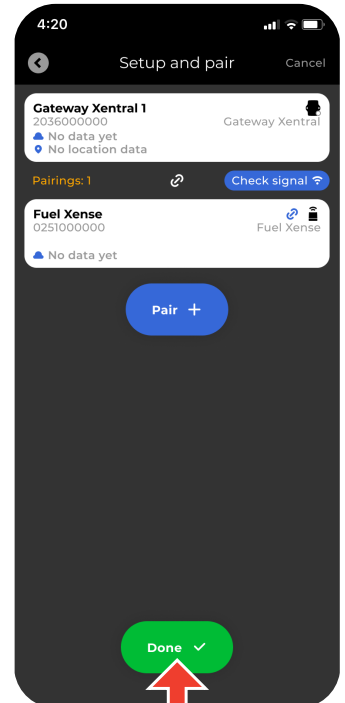 4:20
Setup and pair Cancel
Gateway Xentral 1
2036000000 Gateway Xentral
No data yet
No location data
Pairings: 1 Check signal
Fuel Xense
0251000000 Fuel Xense
No data yet
Pair +
Done